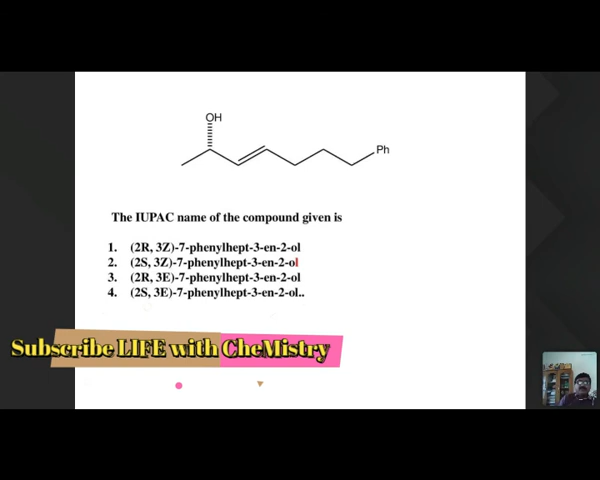 OH
Ph
The IUPAC name of the compound given is
1. (2R, 3Z)-7-phenylhept-3-en-2-ol
2. (2S, 3Z)-7-phenylhept-3-en-2-ol
3. (2R, 3E)-7-phenylhept-3-en-2-ol
4. (2S, 3E)-7-phenylhept-3-en-2-ol..
Subscribe LIFE with CheMistry